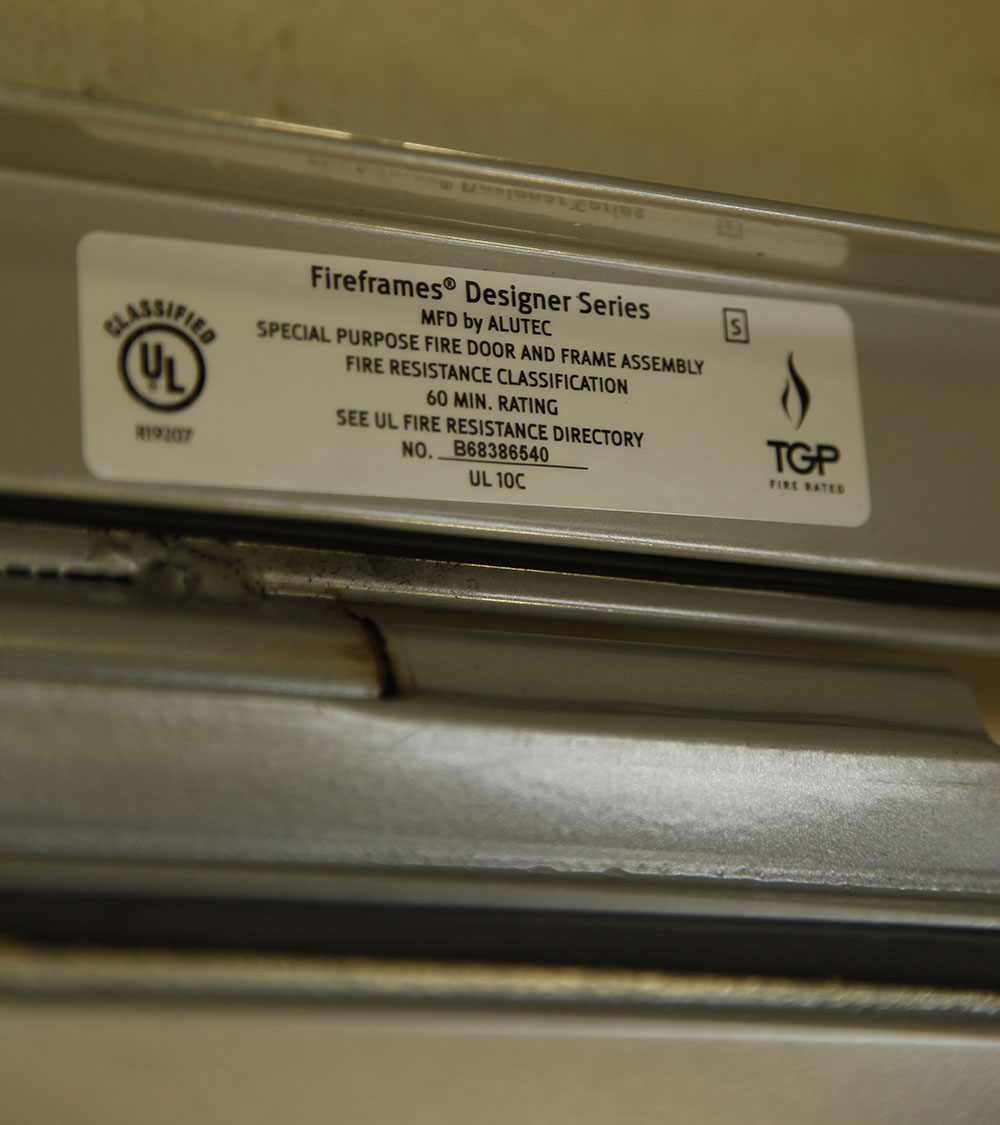 Fireframes® Designer Series
MFD by ALUTEC
SPECIAL PURPOSE FIRE DOOR AND FRAME ASSEMBLY
FIRE RESISTANCE CLASSIFICATION
60 MIN. RATING
SEE UL FIRE RESISTANCE DIRECTORY
NO. B68386540
UL 10C
CLASSIFIED
UL
R19207
S
TGP
FIRE RATED